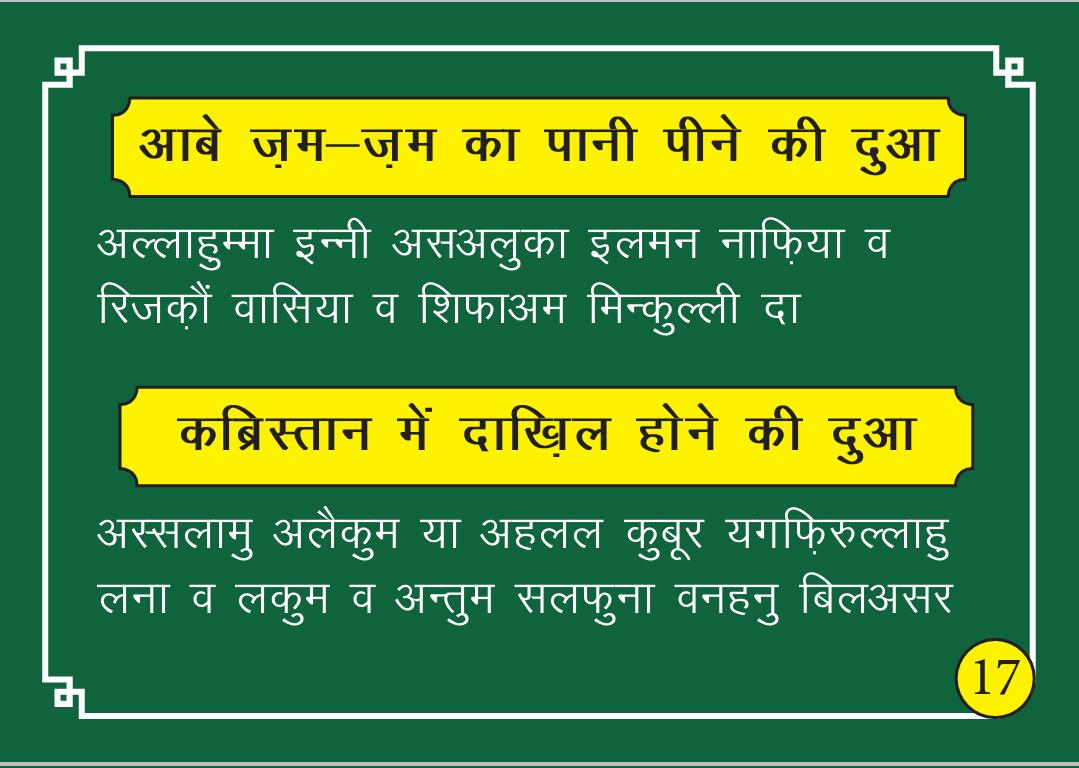 आबे ज़म–ज़म का पानी पीने की दुआ
अल्लाहुम्मा इन्नी असअलुका इलमन नाफ़िया व
रिजक़ौं वासिया व शिफाअम मिन्कुल्ली दा
कब्रिस्तान में दाख़िल होने की दुआ
अस्सलामु अलैकुम या अहलल कुबूर यगफ़िरुल्लाहु
लना व लकुम व अन्तुम सलफुना वनहनु बिलअसर
17